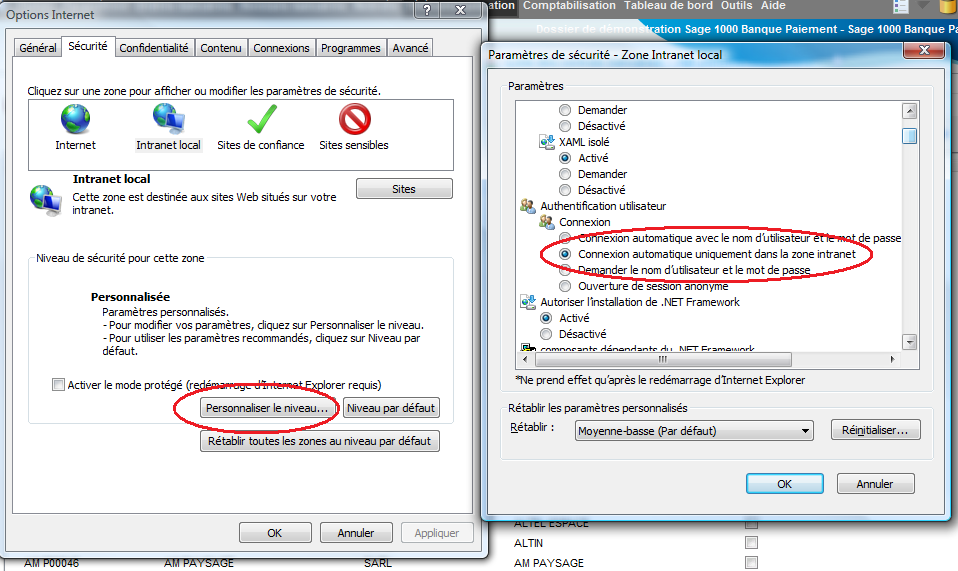 Options Internet
Général
Sécurité
Confidentialité
Contenu
Connexions
Programmes
Avancé
Cliquez sur une zone pour afficher ou modifier les paramètres de sécurité.
Internet
Intranet local
Sites de confiance
Sites sensibles
Intranet local
Cette zone est destinée aux sites Web situés sur votre
intranet.
Sites
Niveau de sécurité pour cette zone
Personnalisée
Paramètres personnalisés.
- Pour modifier vos paramètres, cliquez sur Personnaliser le niveau.
- Pour utiliser les paramètres recommandés, cliquez sur Niveau par
défaut.
Activer le mode protégé (redémarrage d'Internet Explorer requis)
Personnaliser le niveau...
Niveau par défaut
Rétablir toutes les zones au niveau par défaut
OK
Annuler
Appliquer
Comptabilisation Tableau de bord Outils Aide
Dossier de démonstration Sage 1000 Banque Paiement - Sage 1000 Banque Pa
Paramètres de sécurité - Zone Intranet local
Paramètres
Demander
Désactivé
XAML isolé
Activé
Demander
Désactivé
Authentification utilisateur
Connexion
Connexion automatique avec le nom d'utilisateur et le mot de passe
Connexion automatique uniquement dans la zone intranet
Demander le nom d'utilisateur et le mot de passe
Ouverture de session anonyme
Autoriser l'installation de .NET Framework
Activé
Désactivé
composants dépendants du .NET Framework
*Ne prend effet qu'après le redémarrage d'Internet Explorer
Rétablir les paramètres personnalisés
Rétablir :
Moyenne-basse (Par défaut)
Réinitialiser...
OK
Annuler
ALTEL ESPACE
ALTIN
AM P00046 AM PAYSAGE SARL AM PAYSAGE